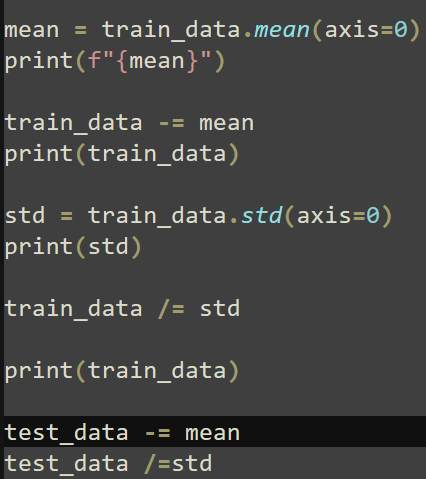 mean = train_data.mean(axis=0)
print(f"{mean}")
train_data -= mean
print(train_data)
std = train_data.std(axis=0)
print(std)
train_data /= std
print(train_data)
test_data -= mean
test_data /=std